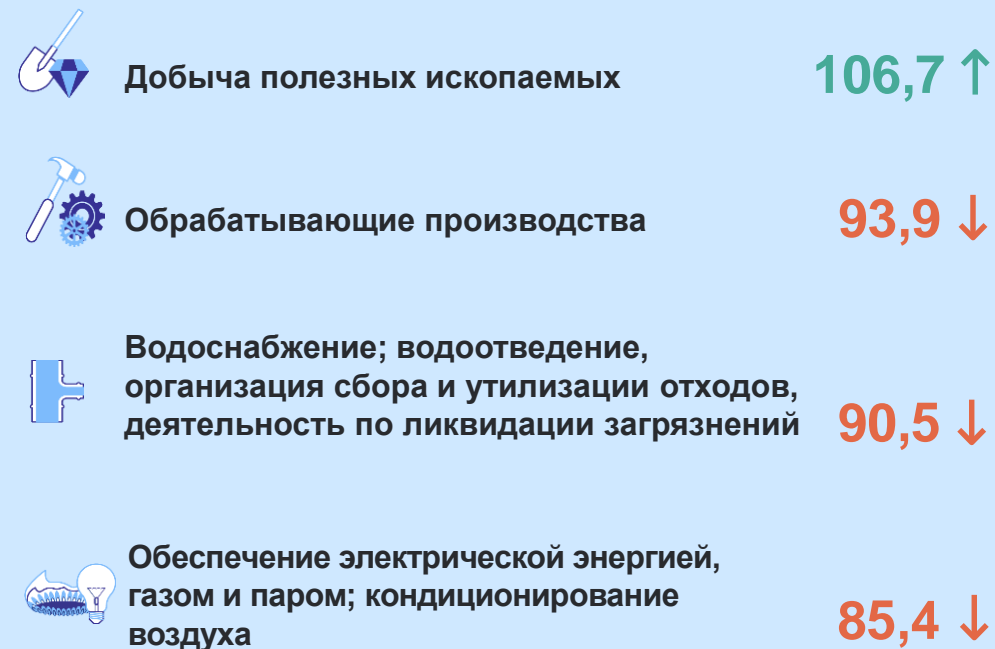 Добыча полезных ископаемых
106,7 ↑
Обрабатывающие производства
93,9 ↓
Водоснабжение; водоотведение,
организация сбора и утилизации отходов,
деятельность по ликвидации загрязнений
90,5 ↓
Обеспечение электрической энергией,
газом и паром; кондиционирование
воздуха
85,4 ↓